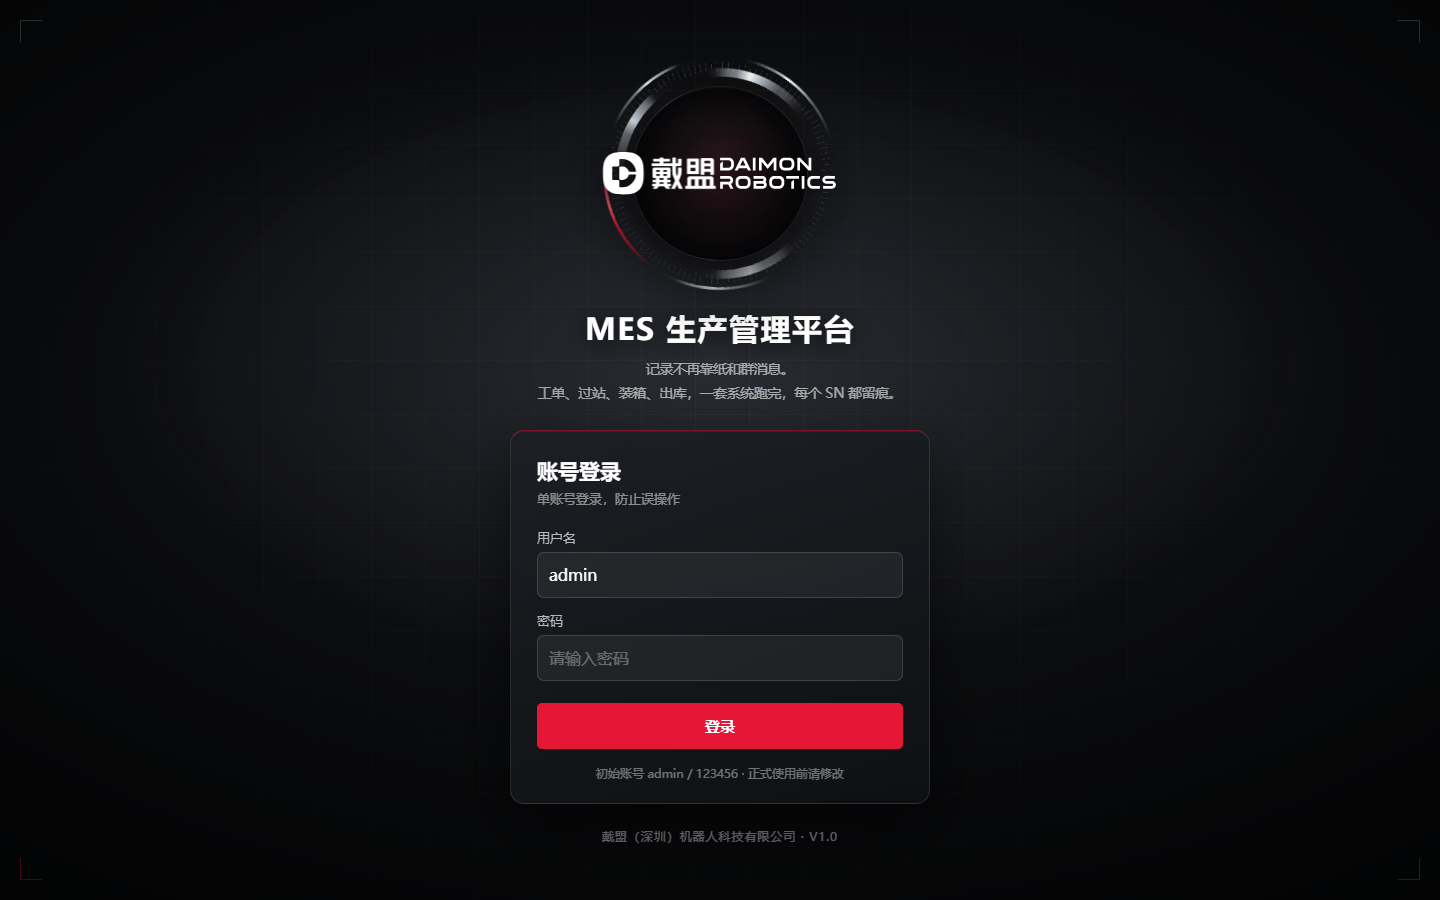 戴盟 DAIMON ROBOTICS
MES 生产管理平台
记录不再靠纸和群消息。
工单、过站、装箱、出库，一套系统跑完，每个 SN 都留痕。
账号登录
单账号登录，防止误操作
用户名
admin
密码
请输入密码
登录
初始账号 admin / 123456 · 正式使用前请修改
戴盟（深圳）机器人科技有限公司 · V1.0